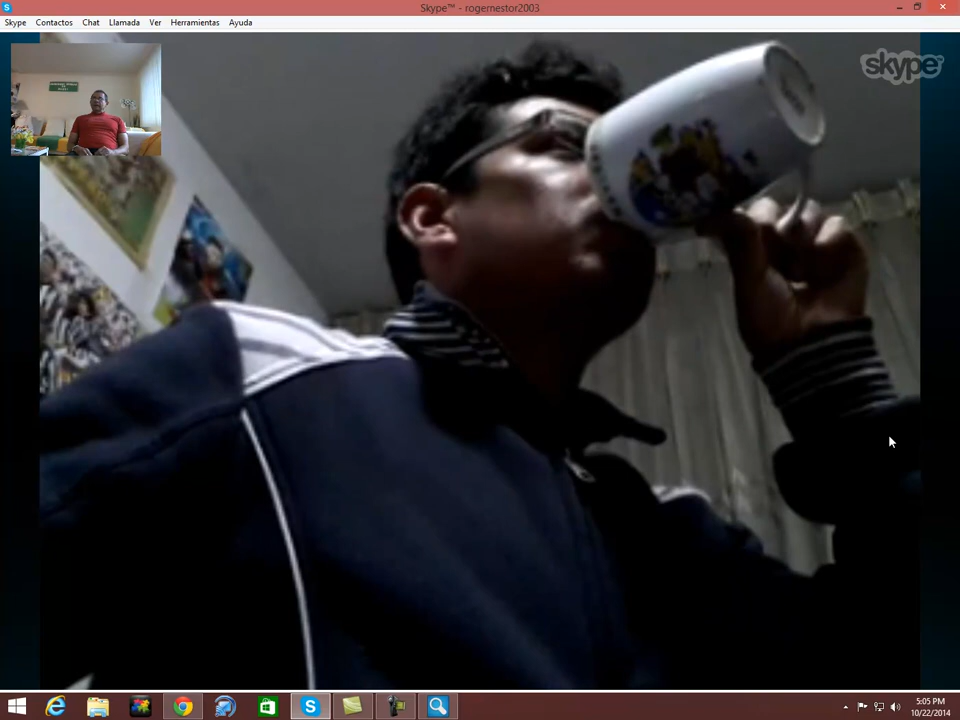 Skype™ - rogernestor2003
Skype Contactos Chat Llamada Ver Herramientas Ayuda
skype
5:05 PM
10/22/2014